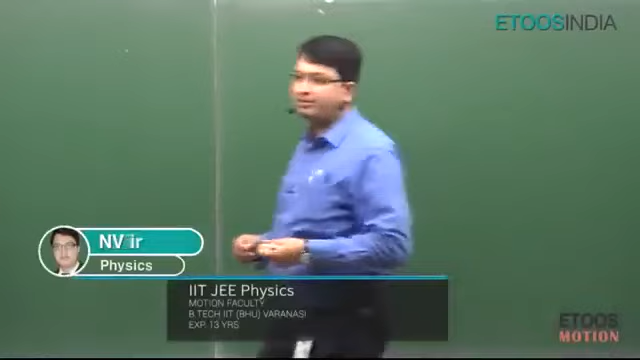 ETOOSINDIA
Physics
IIT JEE Physics
MOTION FACULTY
B.TECH IIT (BHU) VARANASI
EXP. 13 YRS
ETOOS
MOTION